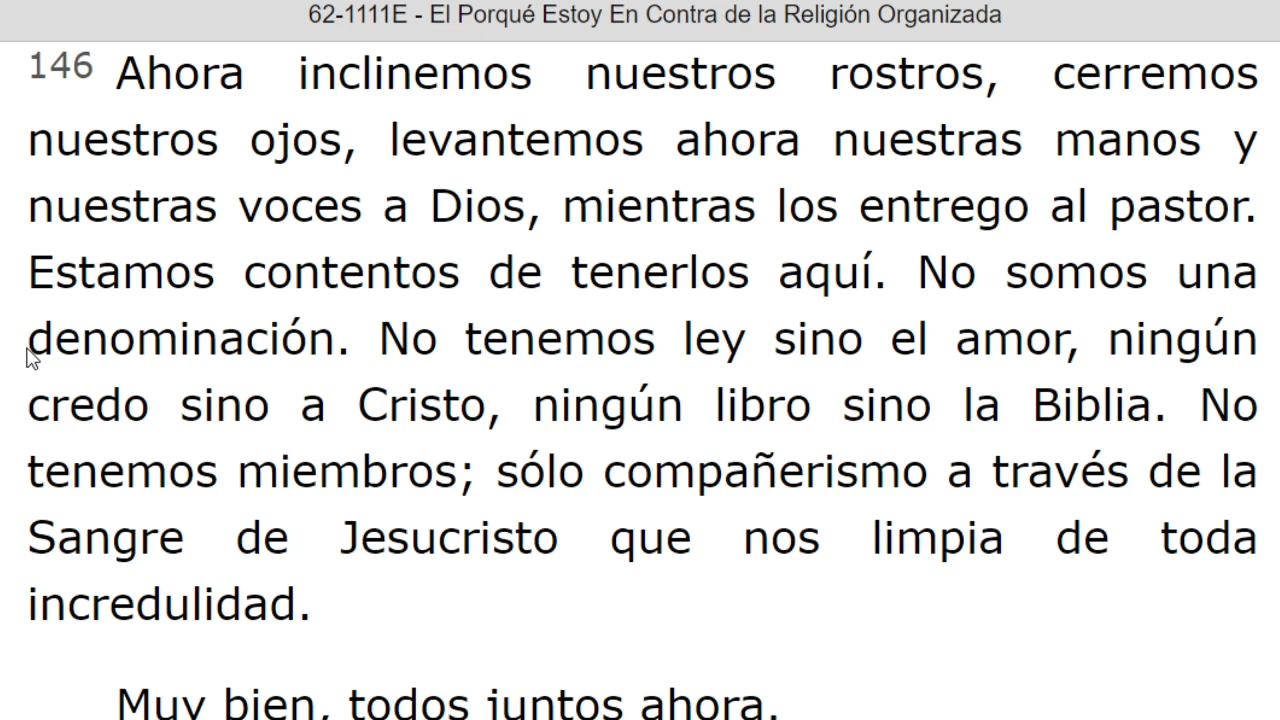 62-1111E - El Porqué Estoy En Contra de la Religión Organizada
146 Ahora inclinemos nuestros rostros, cerremos
nuestros ojos, levantemos ahora nuestras manos y
nuestras voces a Dios, mientras los entrego al pastor.
Estamos contentos de tenerlos aquí. No somos una
denominación. No tenemos ley sino el amor, ningún
credo sino a Cristo, ningún libro sino la Biblia. No
tenemos miembros; sólo compañerismo a través de la
Sangre de Jesucristo que nos limpia de toda
incredulidad.
Muy bien, todos juntos ahora.